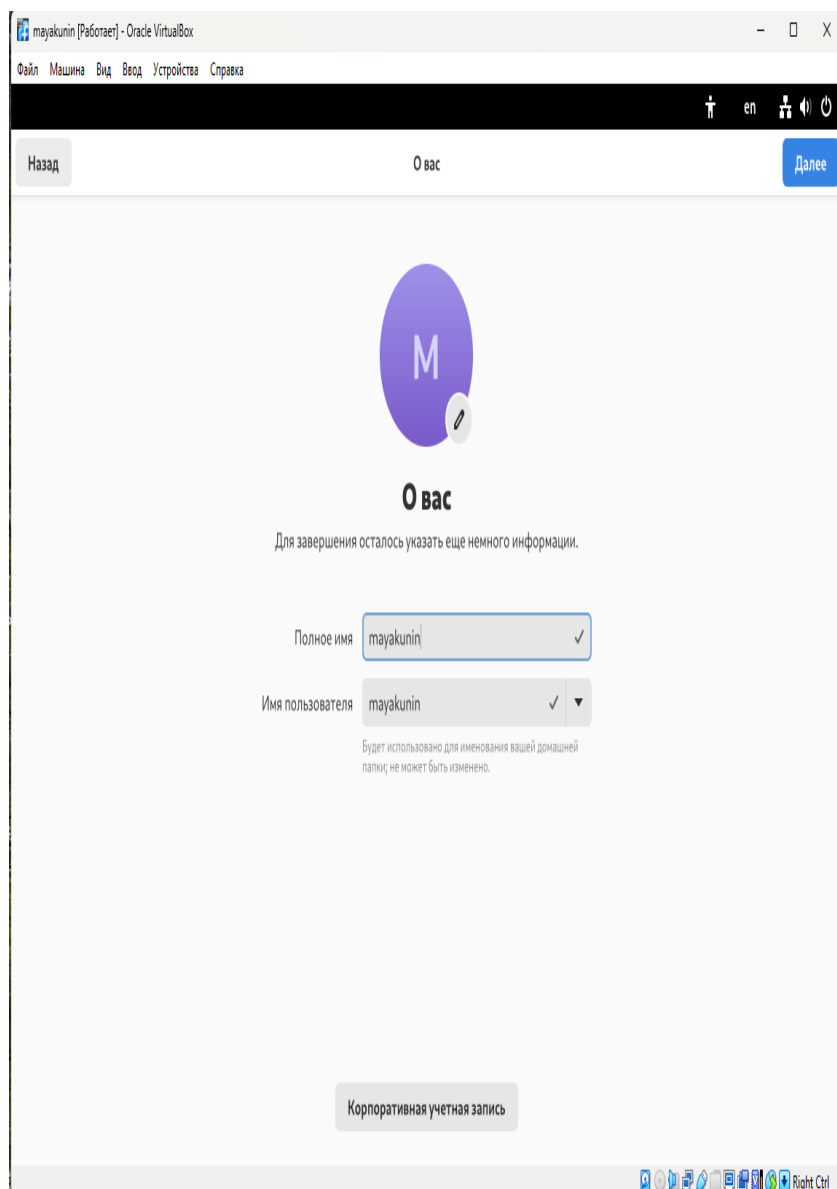 mayakunin [Работает] - Oracle VirtualBox
Файл Машина Вид Ввод Устройства Справка
en
Назад
О вас
Далее
M
О вас
Для завершения осталось указать еще немного информации.
Полное имя mayakunin
Имя пользователя mayakunin
Будет использовано для именования вашей домашней
папки; не может быть изменено.
Корпоративная учетная запись
Right Ctrl